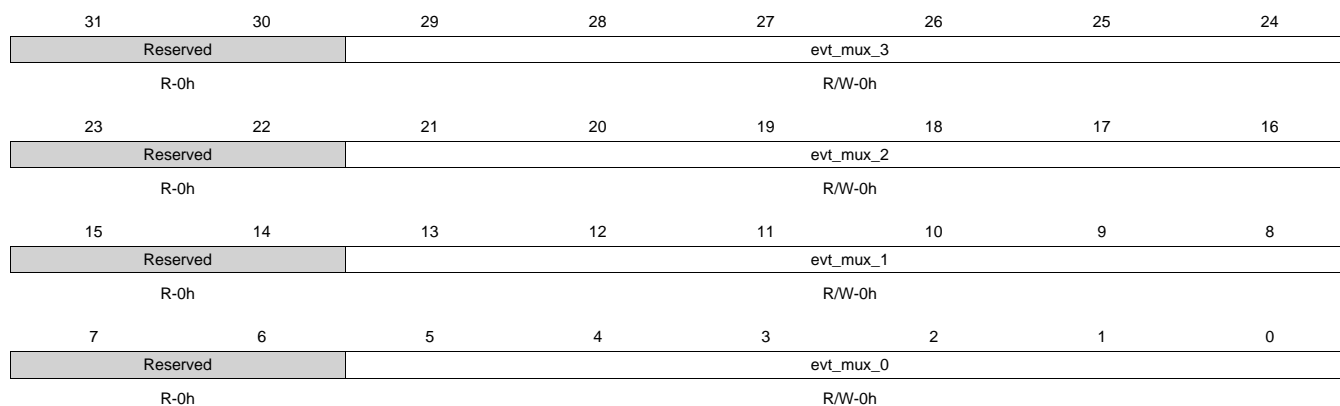 31 30 29 28 27 26 25 24
Reserved evt_mux_3
R-0h R/W-0h
23 22 21 20 19 18 17 16
Reserved evt_mux_2
R-0h R/W-0h
15 14 13 12 11 10 9 8
Reserved evt_mux_1
R-0h R/W-0h
7 6 5 4 3 2 1 0
Reserved evt_mux_0
R-0h R/W-0h